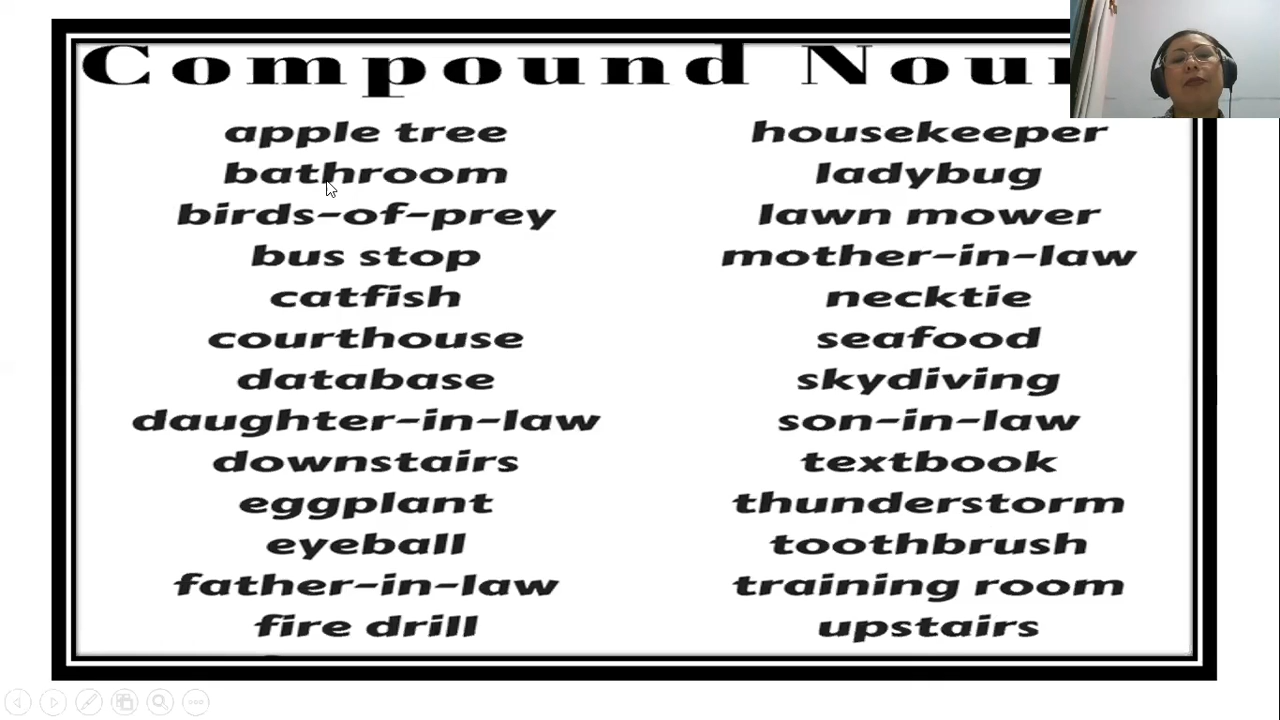 Compound Noun
apple tree
bathroom
birds-of-prey
bus stop
catfish
courthouse
database
daughter-in-law
downstairs
eggplant
eyeball
father-in-law
fire drill
housekeeper
ladybug
lawn mower
mother-in-law
necktie
seafood
skydiving
son-in-law
textbook
thunderstorm
toothbrush
training room
upstairs